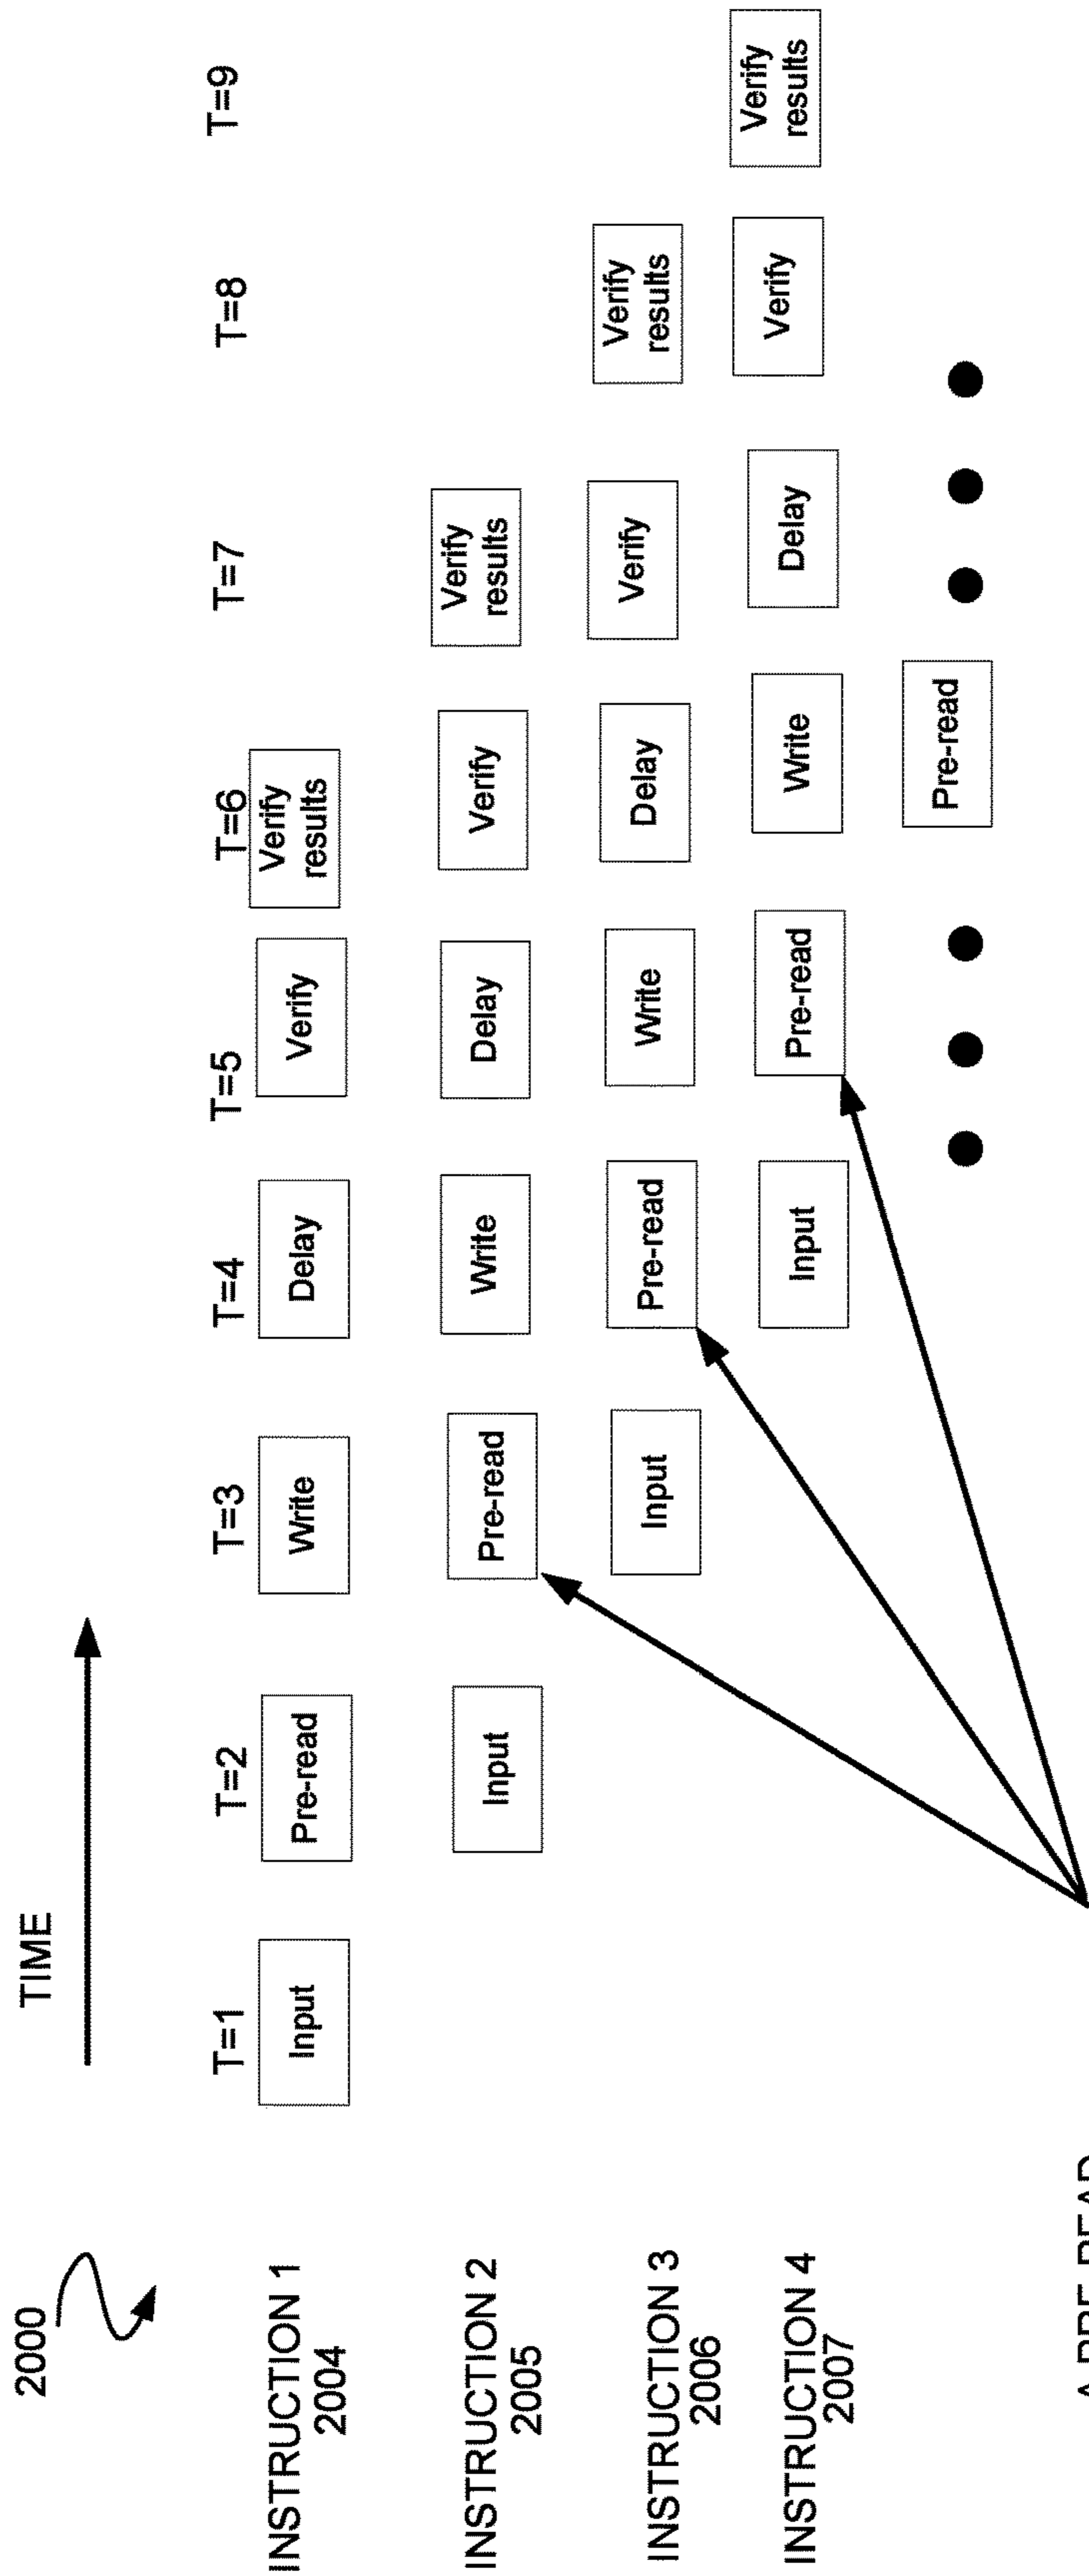 2000
TIME
T=1
T=2
T=3
T=4
T=5
T=6
T=7
T=8
T=9
INSTRUCTION 1
2004
Input
Pre-read
Write
Delay
Verify
Verify
results
INSTRUCTION 2
2005
Input
Pre-read
Write
Delay
Verify
Verify
results
INSTRUCTION 3
2006
Input
Pre-read
Write
Delay
Verify
Verify
results
INSTRUCTION 4
2007
Input
Pre-read
Write
Delay
Verify
Verify
results
Pre-read
A PRE-READ